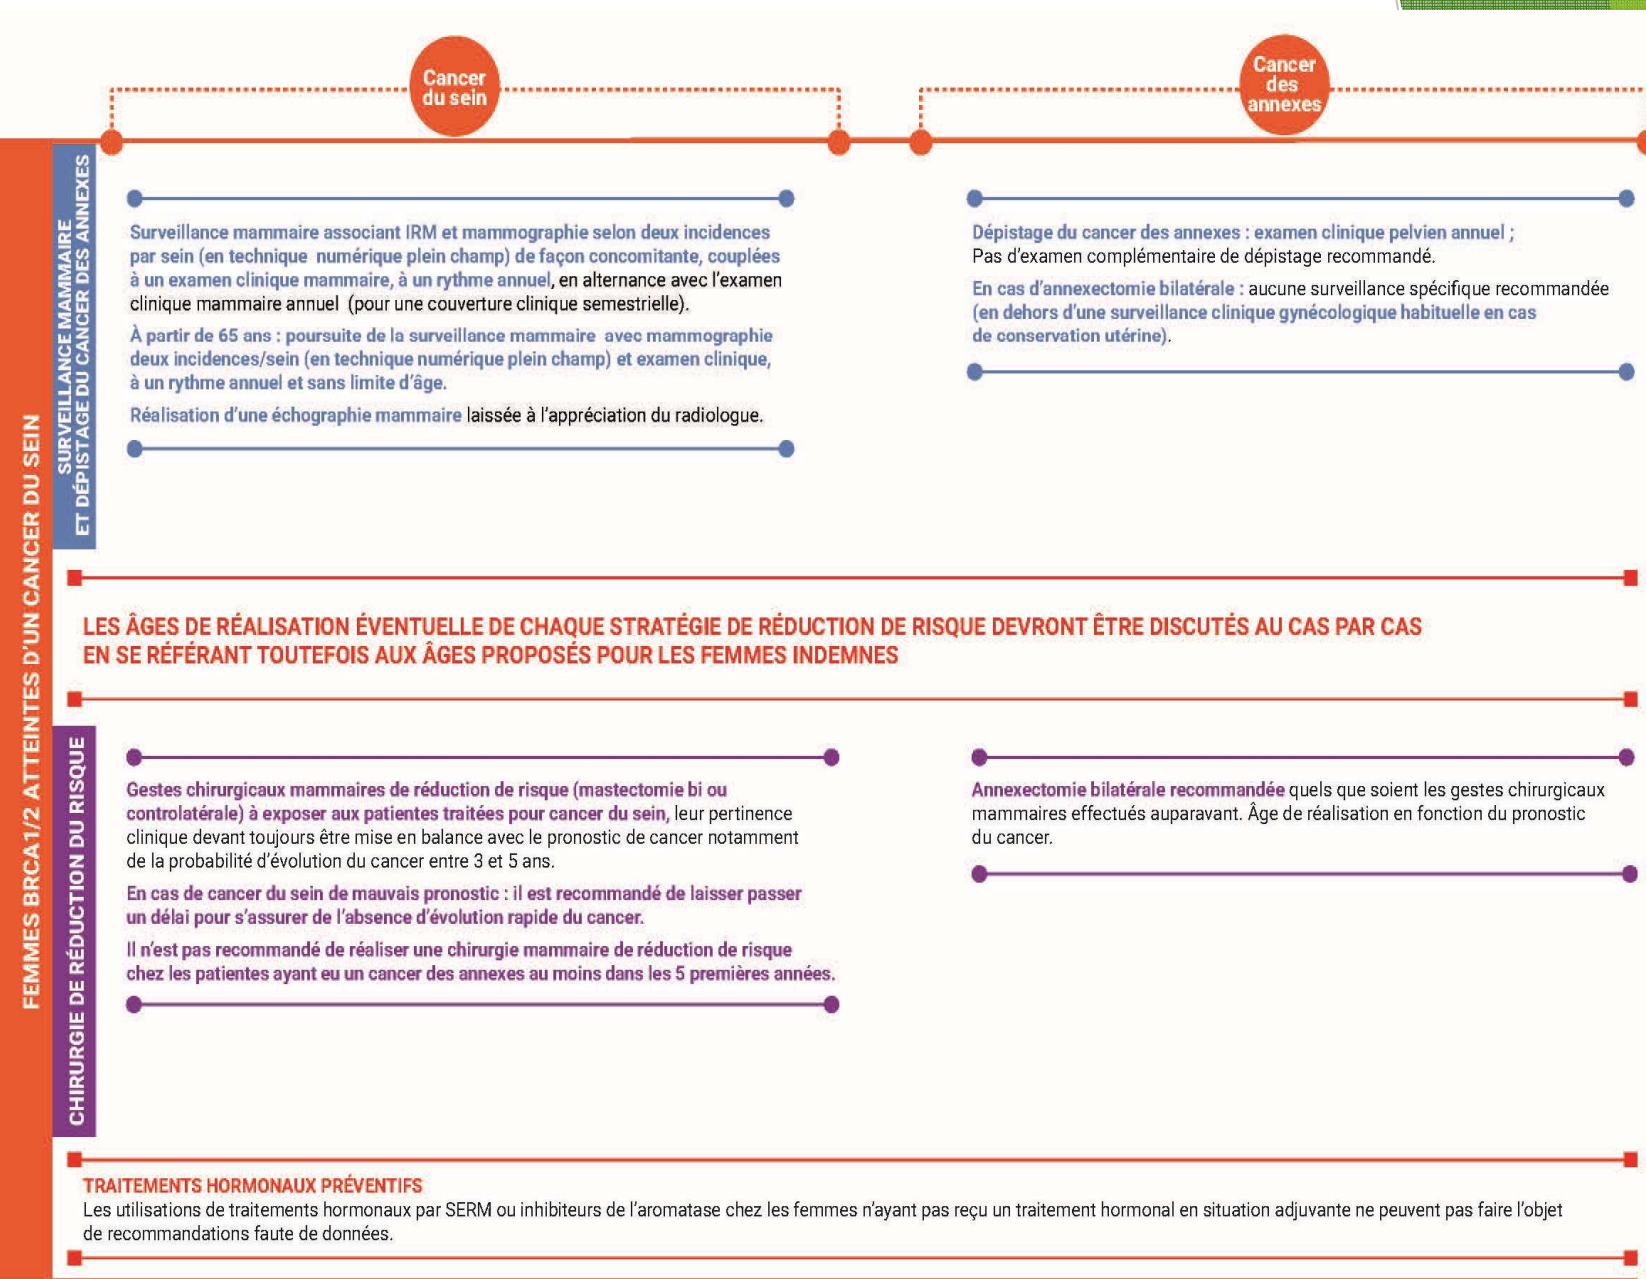 Cancer
du sein
Cancer
des
annexes
FEMMES BRCA1/2 ATTEINTES D'UN CANCER DU SEIN
SURVEILLANCE MAMMAIRE
ET DÉPISTAGE DU CANCER DES ANNEXES
Surveillance mammaire associant IRM et mammographie selon deux incidences
par sein (en technique numérique plein champ) de façon concomitante, couplées
à un examen clinique mammaire, à un rythme annuel, en alternance avec l'examen
clinique mammaire annuel (pour une couverture clinique semestrielle).
À partir de 65 ans : poursuite de la surveillance mammaire avec mammographie
deux incidences/sein (en technique numérique plein champ) et examen clinique,
à un rythme annuel et sans limite d'âge.
Réalisation d'une échographie mammaire laissée à l'appréciation du radiologue.
Dépistage du cancer des annexes : examen clinique pelvien annuel ;
Pas d'examen complémentaire de dépistage recommandé.
En cas d'annexectomie bilatérale : aucune surveillance spécifique recommandée
(en dehors d'une surveillance clinique gynécologique habituelle en cas
de conservation utérine).
LES ÂGES DE RÉALISATION ÉVENTUELLE DE CHAQUE STRATÉGIE DE RÉDUCTION DE RISQUE DEVRONT ÊTRE DISCUTÉS AU CAS PAR CAS
EN SE RÉFÉRANT TOUTEFOIS AUX ÂGES PROPOSÉS POUR LES FEMMES INDEMNES
CHIRURGIE DE RÉDUCTION DU RISQUE
Gestes chirurgicaux mammaires de réduction de risque (mastectomie bi ou
controlatérale) à exposer aux patientes traitées pour cancer du sein, leur pertinence
clinique devant toujours être mise en balance avec le pronostic de cancer notamment
de la probabilité d'évolution du cancer entre 3 et 5 ans.
En cas de cancer du sein de mauvais pronostic : il est recommandé de laisser passer
un délai pour s'assurer de l'absence d'évolution rapide du cancer.
Il n'est pas recommandé de réaliser une chirurgie mammaire de réduction de risque
chez les patientes ayant eu un cancer des annexes au moins dans les 5 premières années.
Annexectomie bilatérale recommandée quels que soient les gestes chirurgicaux
mammaires effectués auparavant. Âge de réalisation en fonction du pronostic
du cancer.
TRAITEMENTS HORMONAUX PRÉVENTIFS
Les utilisations de traitements hormonaux par SERM ou inhibiteurs de l'aromatase chez les femmes n'ayant pas reçu un traitement hormonal en situation adjuvante ne peuvent pas faire l'objet
de recommandations faute de données.